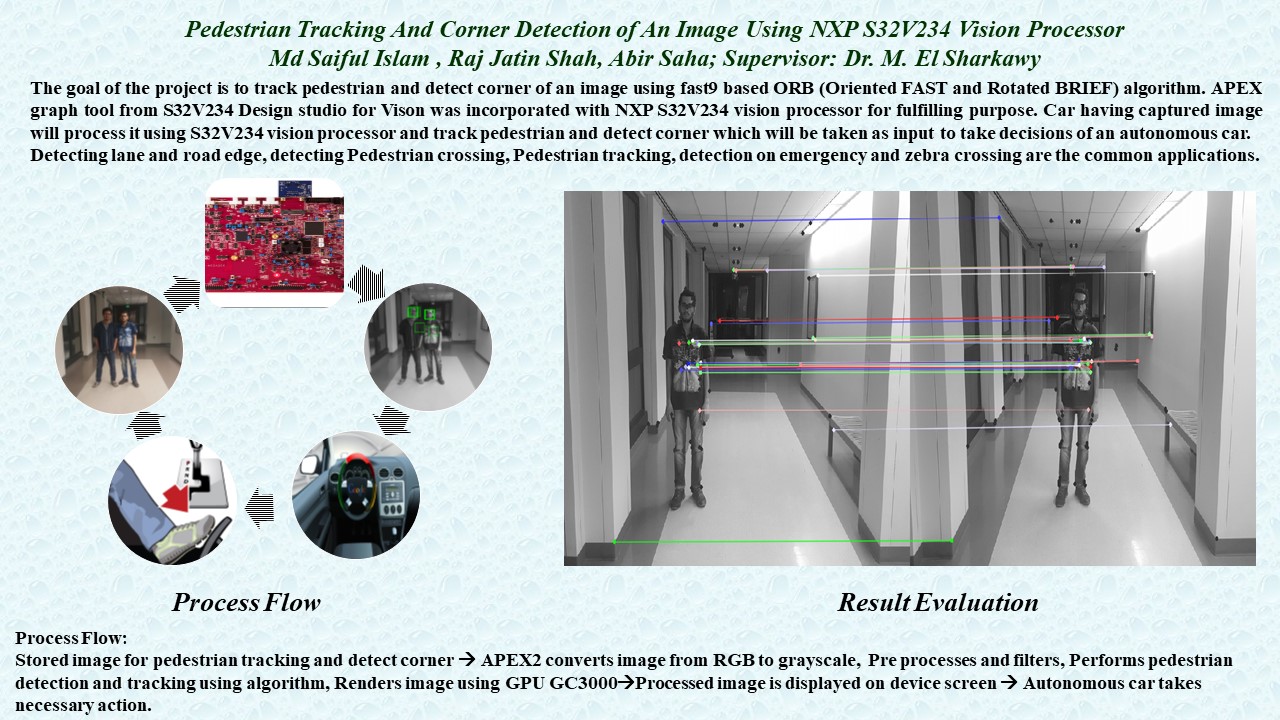 Pedestrian Tracking And Corner Detection of An Image Using NXP S32V234 Vision Processor
Md Saiful Islam , Raj Jatin Shah, Abir Saha; Supervisor: Dr. M. El Sharkawy
The goal of the project is to track pedestrian and detect corner of an image using fast9 based ORB (Oriented FAST and Rotated BRIEF) algorithm. APEX
graph tool from S32V234 Design studio for Vison was incorporated with NXP S32V234 vision processor for fulfilling purpose. Car having captured image
will process it using S32V234 vision processor and track pedestrian and detect corner which will be taken as input to take decisions of an autonomous car.
Detecting lane and road edge, detecting Pedestrian crossing, Pedestrian tracking, detection on emergency and zebra crossing are the common applications.
Process Flow
Result Evaluation
Process Flow:
Stored image for pedestrian tracking and detect corner → APEX2 converts image from RGB to grayscale, Pre processes and filters, Performs pedestrian
detection and tracking using algorithm, Renders image using GPU GC3000→Processed image is displayed on device screen → Autonomous car takes
necessary action.